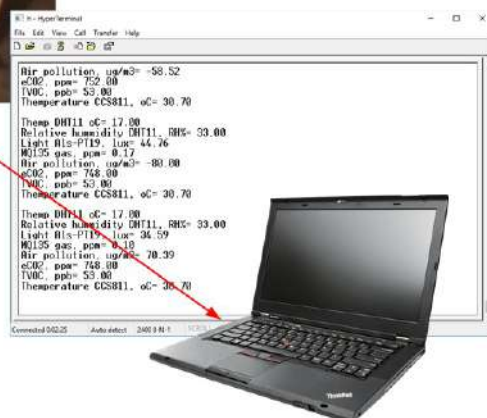 H - HyperTerminal
File Edit View Call Transfer Help
Air pollution, ug/m3= -58.52
eCO2, ppm= 752.00
TVOC, ppb= 53.00
Themperature CCS811, oC= 30.70
Themp DHT11 oC= 17.00
Relative hummidity DHT11, RH%= 33.00
Light Als-PT19, lux= 44.76
MQ135 gas, ppm= 0.17
Air pollution, ug/m3= -80.00
eCO2, ppm= 748.00
TVOC, ppb= 53.00
Themperature CCS811, oC= 30.70
Themp DHT11 oC= 17.00
Relative hummidity DHT11, RH%= 33.00
Light Als-PT19, lux= 34.59
MQ135 gas, ppm= 0.10
Air pollution, ug/m3= 70.39
eCO2, ppm= 748.00
TVOC, ppb= 53.00
Themperature CCS811, oC= 30.70
Connected 0:02:25 Auto detect 2400 8-N-1 SCROLL
ThinkPad